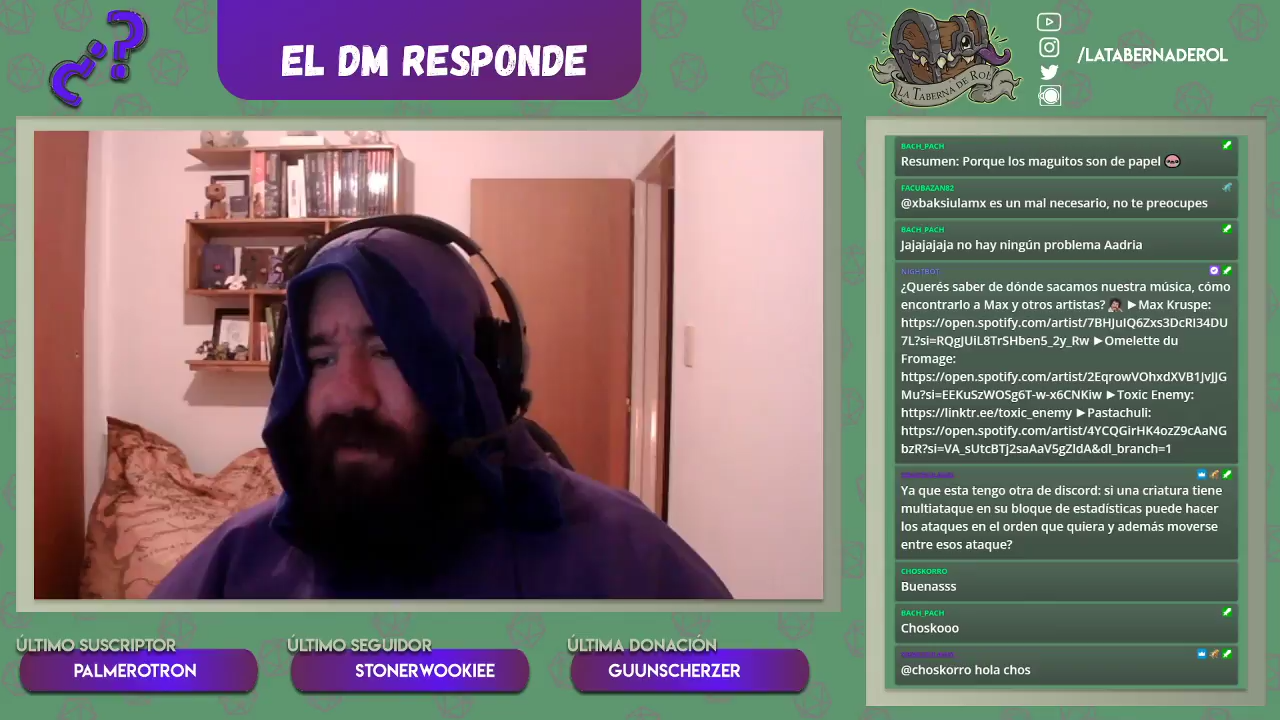 ¿?
EL DM RESPONDE
LA TABERNA DE ROL
/LATABERNADEROL
BACH_PACH
Resumen: Porque los maguitos son de papel
FACUBAZAN82
@xbaksiulamx es un mal necesario, no te preocupes
BACH_PACH
Jajajajaja no hay ningún problema Aadria
NIGHTBOT
¿Querés saber de dónde sacamos nuestra música, cómo
encontrarlo a Max y otros artistas? ►Max Kruspe:
https://open.spotify.com/artist/7BHJuIQ6Zxs3DcRI34DU
7L?si=RQgJUiL8TrSHben5_2y_Rw ►Omelette du
Fromage:
https://open.spotify.com/artist/2EqrowVOhxdXVB1JvJJG
Mu?si=EEKuSzWOSg6T-w-x6CNKiw ►Toxic Enemy:
https://linktr.ee/toxic_enemy ►Pastachuli:
https://open.spotify.com/artist/4YCQGirHK4ozZ9cAaNG
bzR?si=VA_sUtcBTj2saAaV5gZldA&dl_branch=1
Ya que esta tengo otra de discord: si una criatura tiene
multiataque en su bloque de estadísticas puede hacer
los ataques en el orden que quiera y además moverse
entre esos ataque?
CHOSKORRO
Buenasss
BACH_PACH
Choskooo
@choskorro hola chos
ÚLTIMO SUSCRIPTOR
PALMEROTRON
ÚLTIMO SEGUIDOR
STONERWOOKIEE
ÚLTIMA DONACIÓN
GUUNSCHERZER